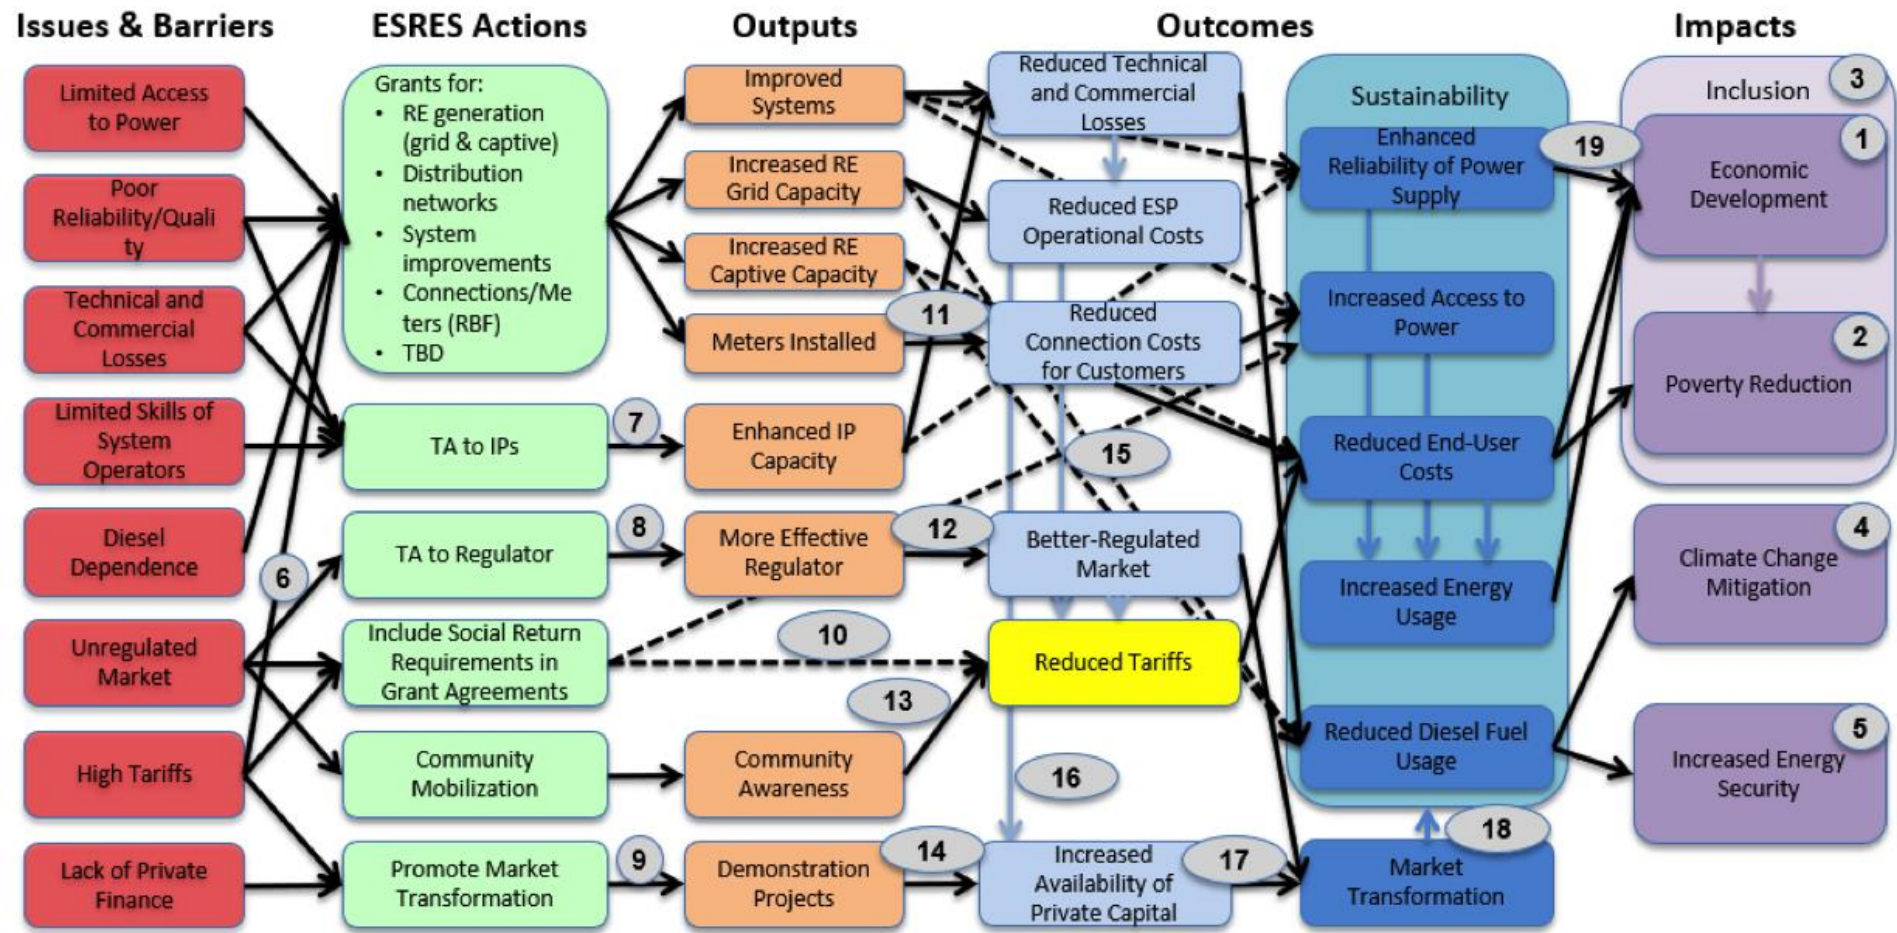 Issues & Barriers
ESRES Actions
Outputs
Outcomes
Impacts
Limited Access
to Power
Poor
Reliability/Quali
ty
Technical and
Commercial
Losses
Limited Skills of
System
Operators
Diesel
Dependence
6
Unregulated
Market
High Tariffs
Lack of Private
Finance
Grants for:
• RE generation
(grid & captive)
• Distribution
networks
• System
improvements
• Connections/Me
ters (RBF)
• TBD
TA to IPs
7
TA to Regulator
8
Include Social Return
Requirements in
Grant Agreements
10
Community
Mobilization
Promote Market
Transformation
9
Improved
Systems
Increased RE
Grid Capacity
Increased RE
Captive Capacity
Meters Installed
11
Enhanced IP
Capacity
More Effective
Regulator
12
13
Community
Awareness
Demonstration
Projects
14
Reduced Technical
and Commercial
Losses
Reduced ESP
Operational Costs
Reduced
Connection Costs
for Customers
15
Better-Regulated
Market
Reduced Tariffs
16
Increased
Availability of
Private Capital
17
Sustainability
Enhanced
Reliability of Power
Supply
19
Increased Access to
Power
Reduced End-User
Costs
Increased Energy
Usage
Reduced Diesel Fuel
Usage
18
Market
Transformation
Inclusion
3
1
Economic
Development
2
Poverty Reduction
4
Climate Change
Mitigation
5
Increased Energy
Security